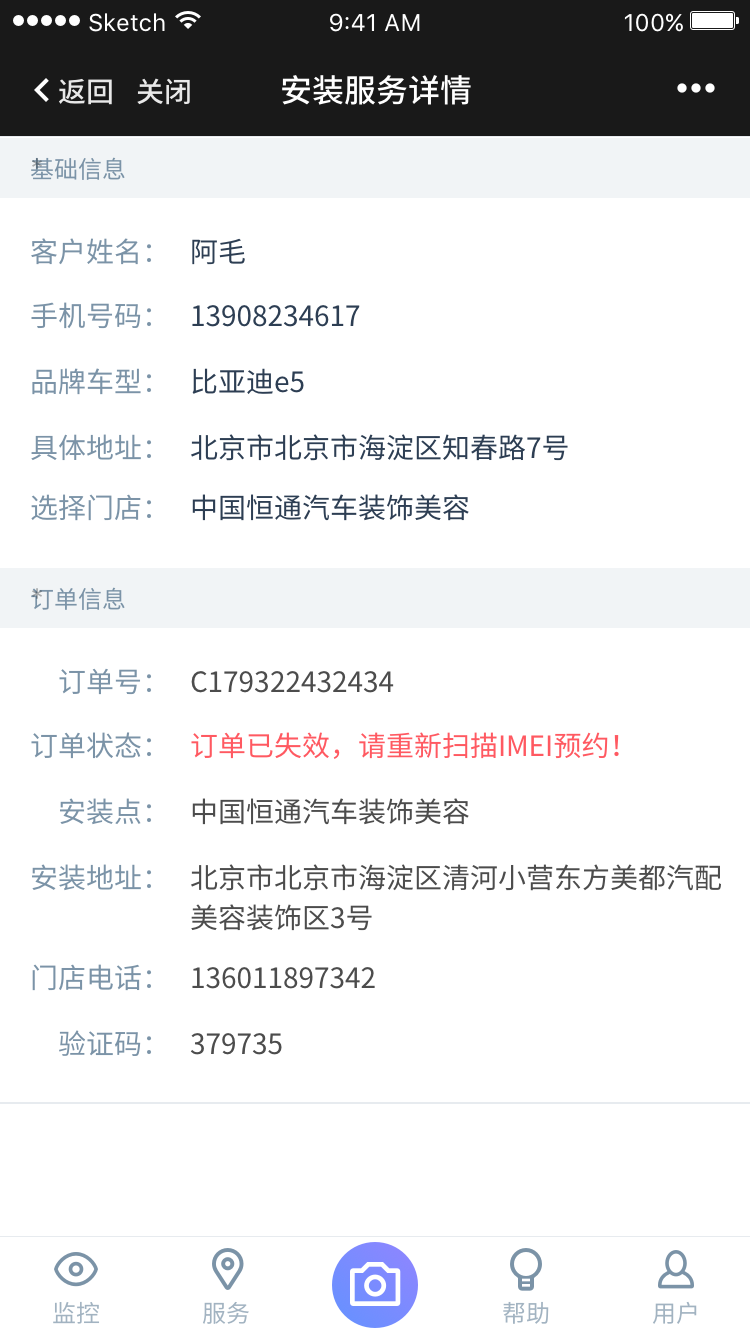 ●●●●● Sketch 9:41 AM 100%
返回 关闭 安装服务详情 •••
基础信息
客户姓名： 阿毛
手机号码： 13908234617
品牌车型： 比亚迪e5
具体地址： 北京市北京市海淀区知春路7号
选择门店： 中国恒通汽车装饰美容
订单信息
订单号： C179322432434
订单状态： 订单已失效，请重新扫描IMEI预约！
安装点： 中国恒通汽车装饰美容
安装地址： 北京市北京市海淀区清河小营东方美都汽配
美容装饰区3号
门店电话： 136011897342
验证码： 379735
监控 服务 帮助 用户